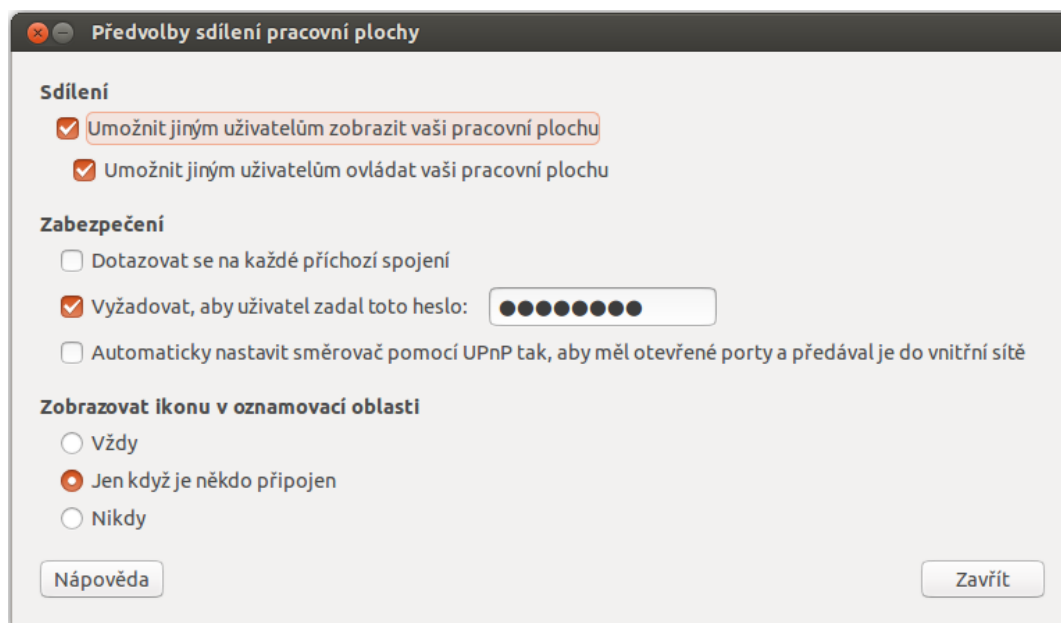 Předvolby sdílení pracovní plochy
Sdílení
Umožnit jiným uživatelům zobrazit vaši pracovní plochu
Umožnit jiným uživatelům ovládat vaši pracovní plochu
Zabezpečení
Dotazovat se na každé příchozí spojení
Vyžadovat, aby uživatel zadal toto heslo: ●●●●●●●●
Automaticky nastavit směrovač pomocí UPnP tak, aby měl otevřené porty a předával je do vnitřní sítě
Zobrazovat ikonu v oznamovací oblasti
Vždy
Jen když je někdo připojen
Nikdy
Nápověda Zavřít